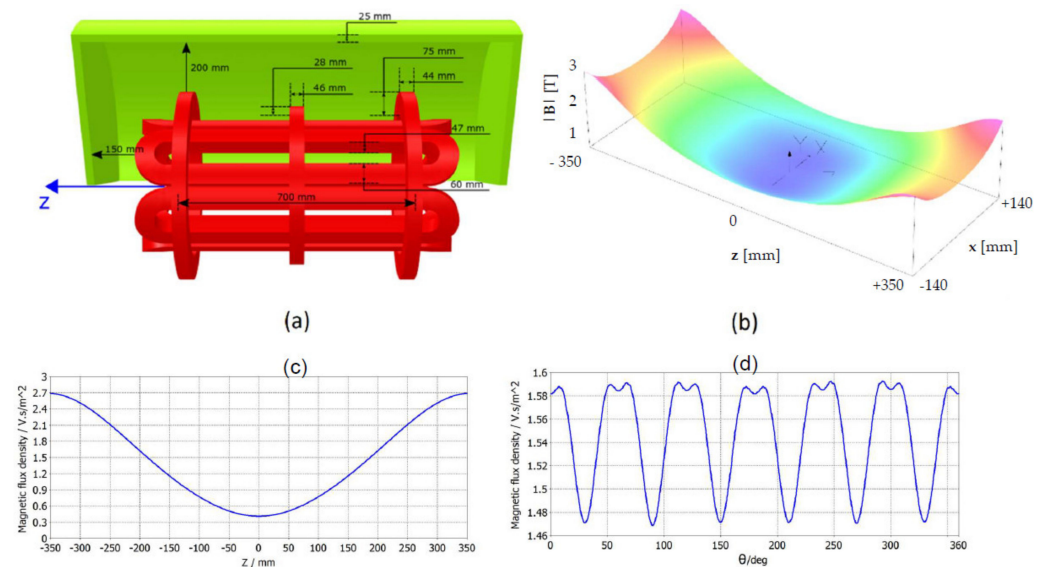 25 mm
200 mm
28 mm
75 mm
46 mm
44 mm
47 mm
150 mm
60 mm
Z
700 mm
(a)
|B| [T]
3
2
1
- 350
Y
X
0
z [mm]
+140
x [mm]
+350
-140
(b)
(c)
Magnetic flux density / V.s/m^2
3
2.7
2.4
2.1
1.8
1.5
1.2
0.9
0.6
0.3
0
-350 -300 -250 -200 -150 -100 -50 0 50 100 150 200 250 300 350
Z / mm
(d)
Magnetic flux density / V.s/m^2
1.6
1.58
1.56
1.54
1.52
1.5
1.48
1.46
0 50 100 150 200 250 300 360
θ/deg